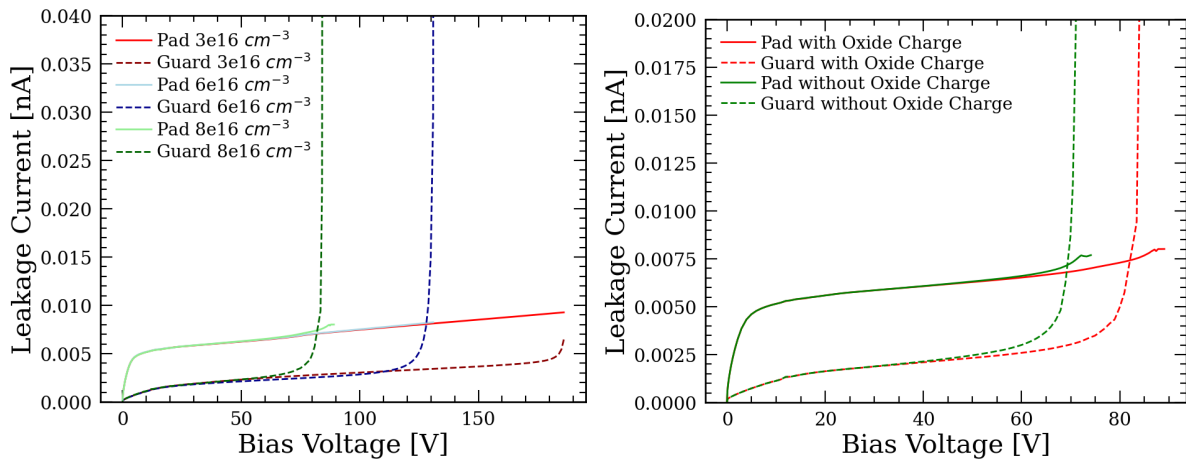 0.040
0.035
0.030
0.025
0.020
0.015
0.010
0.005
0.000
Leakage Current [nA]
Pad 3e16 cm⁻³
Guard 3e16 cm⁻³
Pad 6e16 cm⁻³
Guard 6e16 cm⁻³
Pad 8e16 cm⁻³
Guard 8e16 cm⁻³
0 50 100 150
Bias Voltage [V]
0.0200
0.0175
0.0150
0.0125
0.0100
0.0075
0.0050
0.0025
0.0000
Leakage Current [nA]
Pad with Oxide Charge
Guard with Oxide Charge
Pad without Oxide Charge
Guard without Oxide Charge
0 20 40 60 80
Bias Voltage [V]